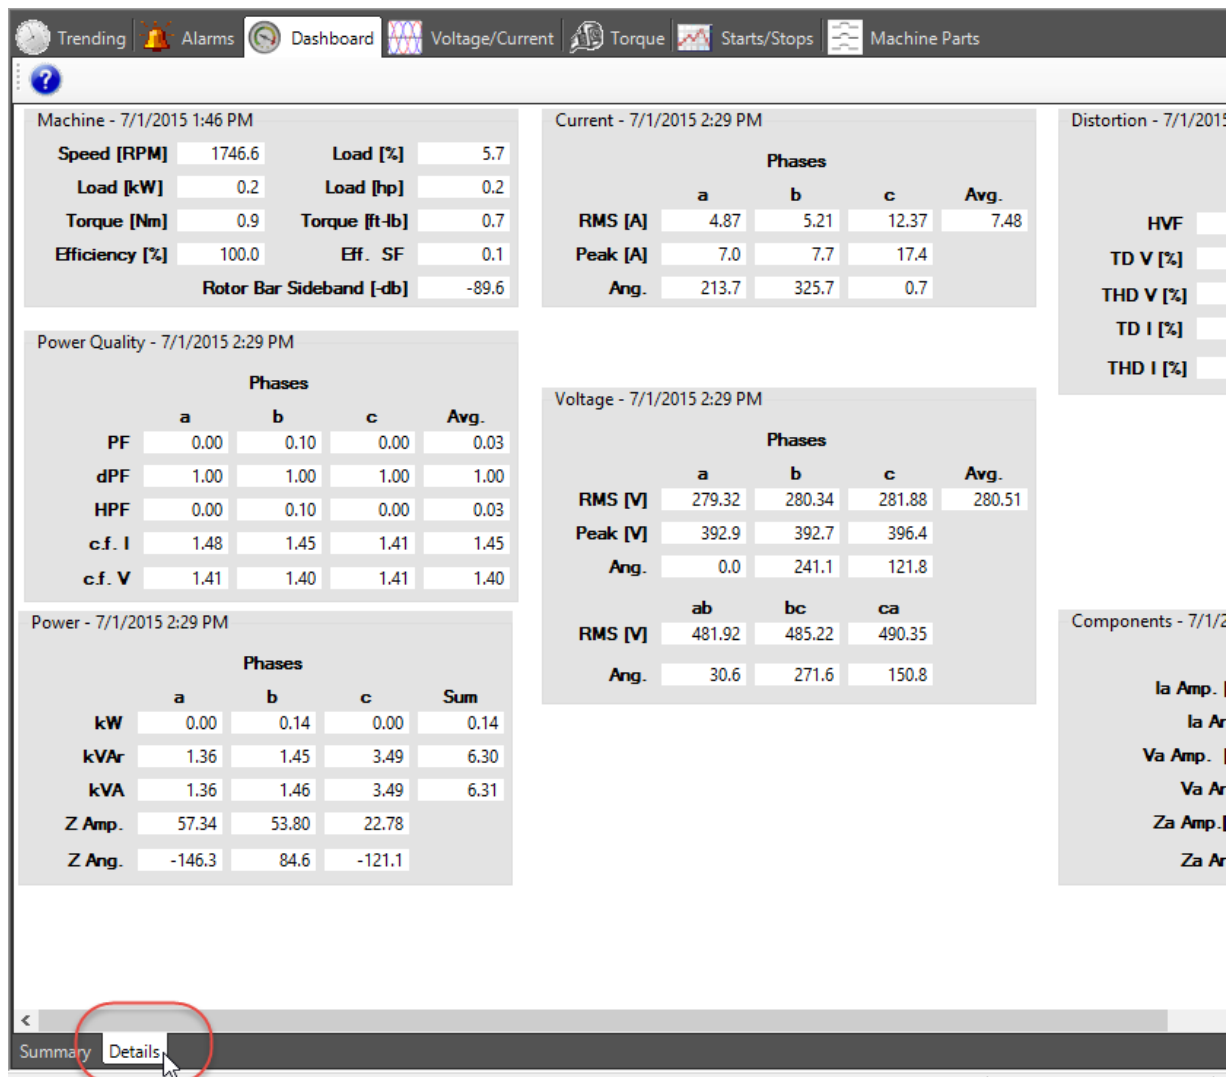 Trending Alarms Dashboard Voltage/Current Torque Starts/Stops Machine Parts
?
Machine - 7/1/2015 1:46 PM
Speed [RPM] 1746.6 Load [%] 5.7
Load [kW] 0.2 Load [hp] 0.2
Torque [Nm] 0.9 Torque [ft-lb] 0.7
Efficiency [%] 100.0 Eff. SF 0.1
Rotor Bar Sideband [-db] -89.6
Power Quality - 7/1/2015 2:29 PM
Phases
a b c Avg.
PF 0.00 0.10 0.00 0.03
dPF 1.00 1.00 1.00 1.00
HPF 0.00 0.10 0.00 0.03
c.f. I 1.48 1.45 1.41 1.45
c.f. V 1.41 1.40 1.41 1.40
Power - 7/1/2015 2:29 PM
Phases
a b c Sum
kW 0.00 0.14 0.00 0.14
kVAr 1.36 1.45 3.49 6.30
kVA 1.36 1.46 3.49 6.31
Z Amp. 57.34 53.80 22.78
Z Ang. -146.3 84.6 -121.1
Current - 7/1/2015 2:29 PM
Phases
a b c Avg.
RMS [A] 4.87 5.21 12.37 7.48
Peak [A] 7.0 7.7 17.4
Ang. 213.7 325.7 0.7
Voltage - 7/1/2015 2:29 PM
Phases
a b c Avg.
RMS [V] 279.32 280.34 281.88 280.51
Peak [V] 392.9 392.7 396.4
Ang. 0.0 241.1 121.8
ab bc ca
RMS [V] 481.92 485.22 490.35
Ang. 30.6 271.6 150.8
Distortion - 7/1/2015
HVF
TD V [%]
THD V [%]
TD I [%]
THD I [%]
Components - 7/1/2
Ia Amp. [
Ia Ar
Va Amp. [
Va Ar
Za Amp.[
Za Ar
Summary Details